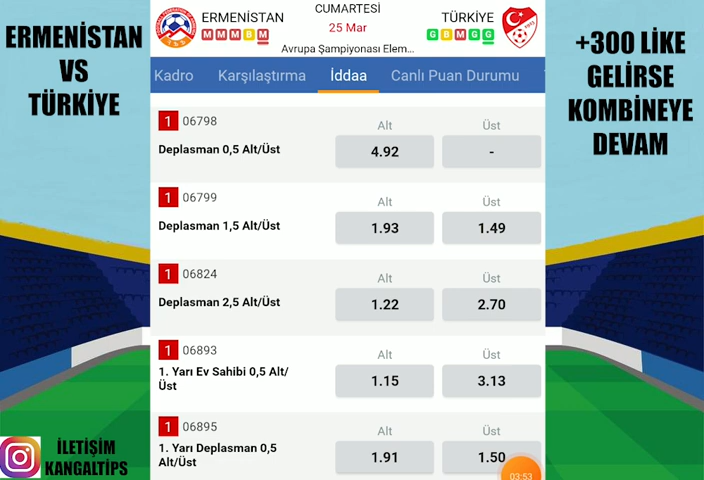 ERMENİSTAN
VS
TÜRKİYE
ERMENİSTAN
M M M B M
CUMARTESİ
25 Mar
Avrupa Şampiyonası Elem...
TÜRKİYE
G B M G G
+300 LİKE
GELİRSE
KOMBİNEYE
DEVAM
Kadro Karşılaştırma İddaa Canlı Puan Durumu
1 06798
Deplasman 0,5 Alt/Üst
Alt Üst
4.92 -
1 06799
Deplasman 1,5 Alt/Üst
Alt Üst
1.93 1.49
1 06824
Deplasman 2,5 Alt/Üst
Alt Üst
1.22 2.70
1 06893
1. Yarı Ev Sahibi 0,5 Alt/
Üst
Alt Üst
1.15 3.13
1 06895
1. Yarı Deplasman 0,5
Alt/Üst
Alt Üst
1.91 1.50
03:53
İLETİŞİM
KANGALTİPS